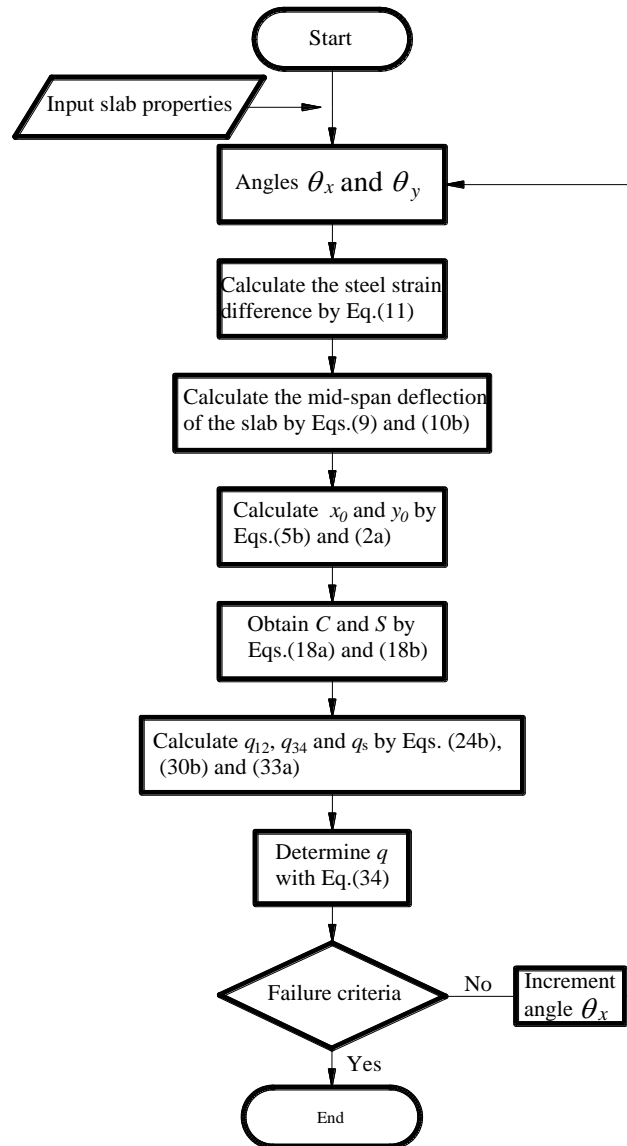 Start
Input slab properties
Angles θx and θy
Calculate the steel strain
difference by Eq.(11)
Calculate the mid-span deflection
of the slab by Eqs.(9) and (10b)
Calculate x0 and y0 by
Eqs.(5b) and (2a)
Obtain C and S by
Eqs.(18a) and (18b)
Calculate q12, q34 and qs by Eqs. (24b),
(30b) and (33a)
Determine q
with Eq.(34)
Failure criteria
No
Increment
angle θx
Yes
End